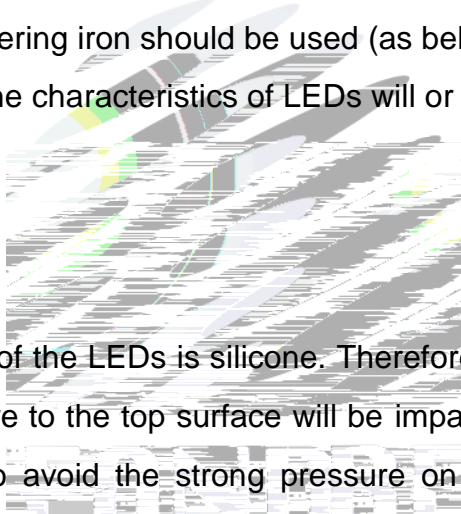 ering iron should be used (as bel
e characteristics of LEDs will or
of the LEDs is silicone. Therefore
e to the top surface will be impa
avoid the strong pressure on